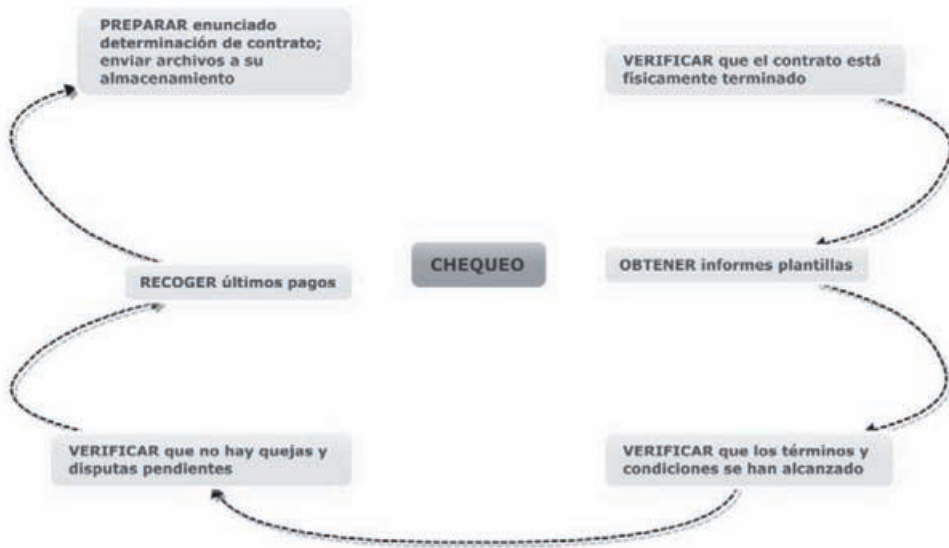 PREPARAR enunciado
determinación de contrato;
enviar archivos a su
almacenamiento
VERIFICAR que el contrato está
físicamente terminado
CHEQUEO
RECOGER últimos pagos
OBTENER informes plantillas
VERIFICAR que no hay quejas y
disputas pendientes
VERIFICAR que los términos y
condiciones se han alcanzado